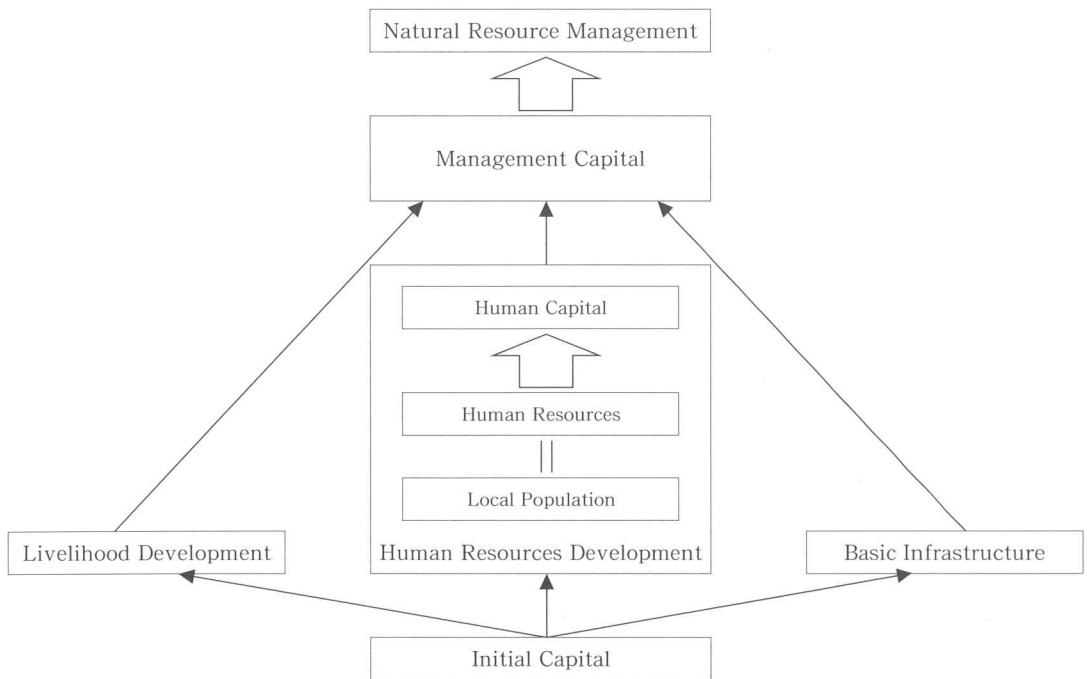 Natural Resource Management
Management Capital
Human Capital
Human Resources
Local Population
Livelihood Development
Human Resources Development
Basic Infrastructure
Initial Capital